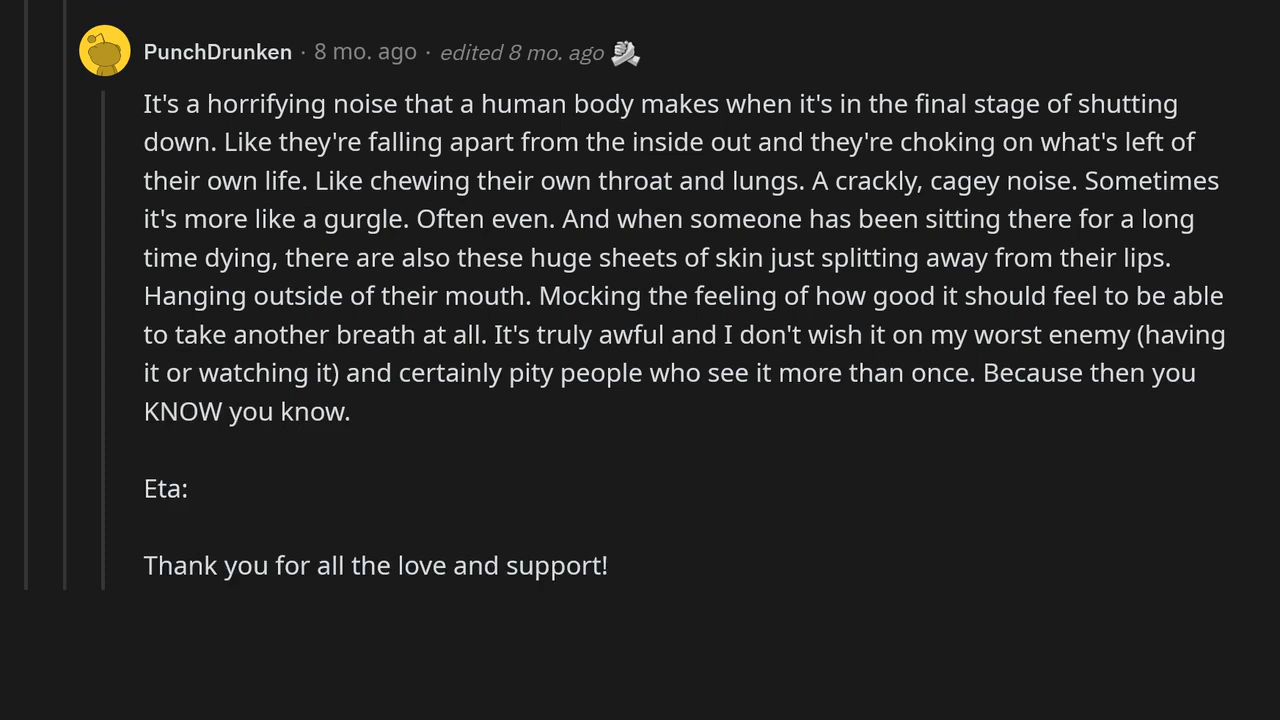 PunchDrunken · 8 mo. ago · edited 8 mo. ago
It's a horrifying noise that a human body makes when it's in the final stage of shutting
down. Like they're falling apart from the inside out and they're choking on what's left of
their own life. Like chewing their own throat and lungs. A crackly, cagey noise. Sometimes
it's more like a gurgle. Often even. And when someone has been sitting there for a long
time dying, there are also these huge sheets of skin just splitting away from their lips.
Hanging outside of their mouth. Mocking the feeling of how good it should feel to be able
to take another breath at all. It's truly awful and I don't wish it on my worst enemy (having
it or watching it) and certainly pity people who see it more than once. Because then you
KNOW you know.
Eta:
Thank you for all the love and support!